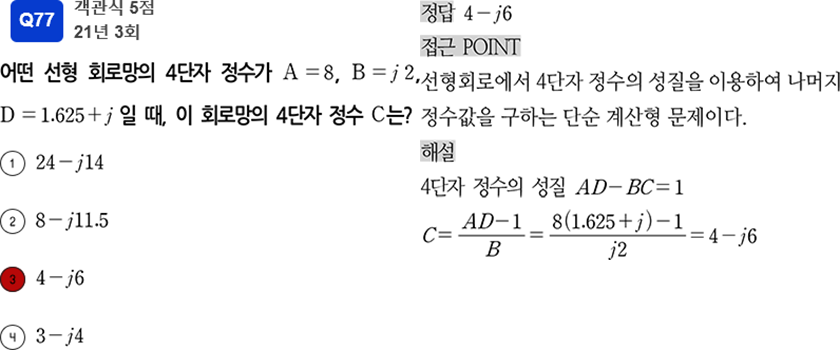 Q77
객관식 5점
21년 3회
어떤 선형 회로망의 4단자 정수가 A=8, B=j2,
D=1.625+j 일 때, 이 회로망의 4단자 정수 C는?
① 24-j14
② 8-j11.5
③ 4-j6
④ 3-j4
정답 4-j6
접근 POINT
선형회로에서 4단자 정수의 성질을 이용하여 나머지
정수값을 구하는 단순 계산형 문제이다.
해설
4단자 정수의 성질 AD-BC=1
C= (AD-1)/B = (8(1.625+j)-1)/j2 =4-j6